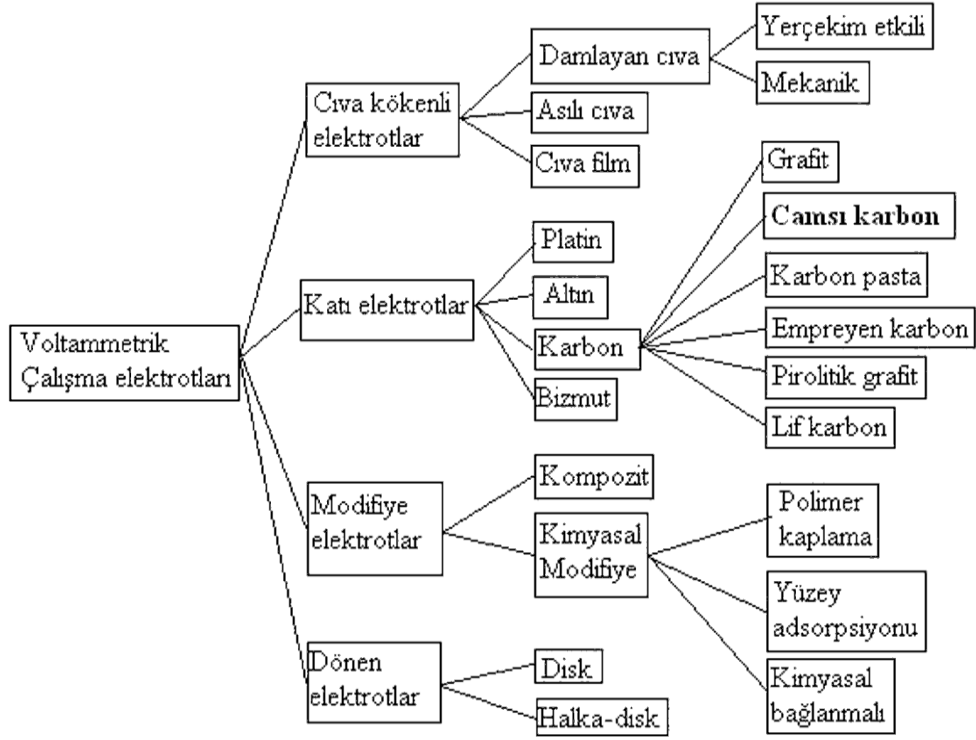 Voltammetrik
Çalışma elektrotları
Cıva kökenli
elektrotlar
Damlayan cıva
Yerçekim etkili
Mekanik
Asılı cıva
Cıva film
Katı elektrotlar
Platin
Altın
Karbon
Grafit
Camsı karbon
Karbon pasta
Empreyen karbon
Pirolitik grafit
Lif karbon
Bizmut
Modifiye
elektrotlar
Kompozit
Kimyasal
Modifiye
Polimer
kaplama
Yüzey
adsorpsiyonu
Kimyasal
bağlanmalı
Dönen
elektrotlar
Disk
Halka-disk